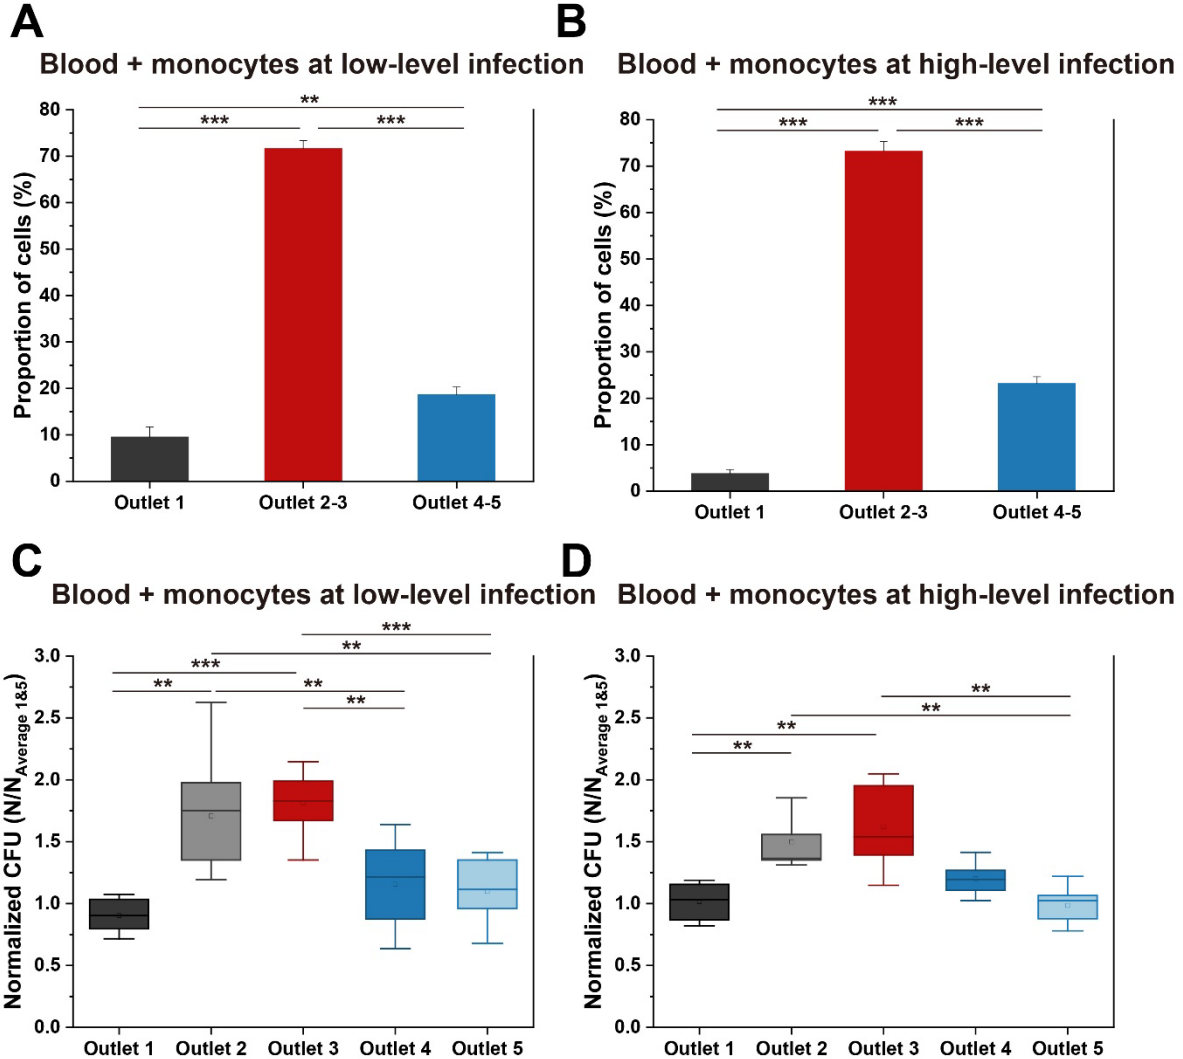 A
Blood + monocytes at low-level infection
Proportion of cells (%)
80
70
60
50
40
30
20
10
0
**
***
***
Outlet 1
Outlet 2-3
Outlet 4-5
B
Blood + monocytes at high-level infection
Proportion of cells (%)
80
70
60
50
40
30
20
10
0
***
***
***
Outlet 1
Outlet 2-3
Outlet 4-5
C
Blood + monocytes at low-level infection
Normalized CFU (N/NAverage 1&5)
3.0
2.5
2.0
1.5
1.0
0.5
0.0
***
**
***
**
**
**
Outlet 1
Outlet 2
Outlet 3
Outlet 4
Outlet 5
D
Blood + monocytes at high-level infection
Normalized CFU (N/NAverage 1&5)
3.0
2.5
2.0
1.5
1.0
0.5
0.0
**
**
**
**
Outlet 1
Outlet 2
Outlet 3
Outlet 4
Outlet 5